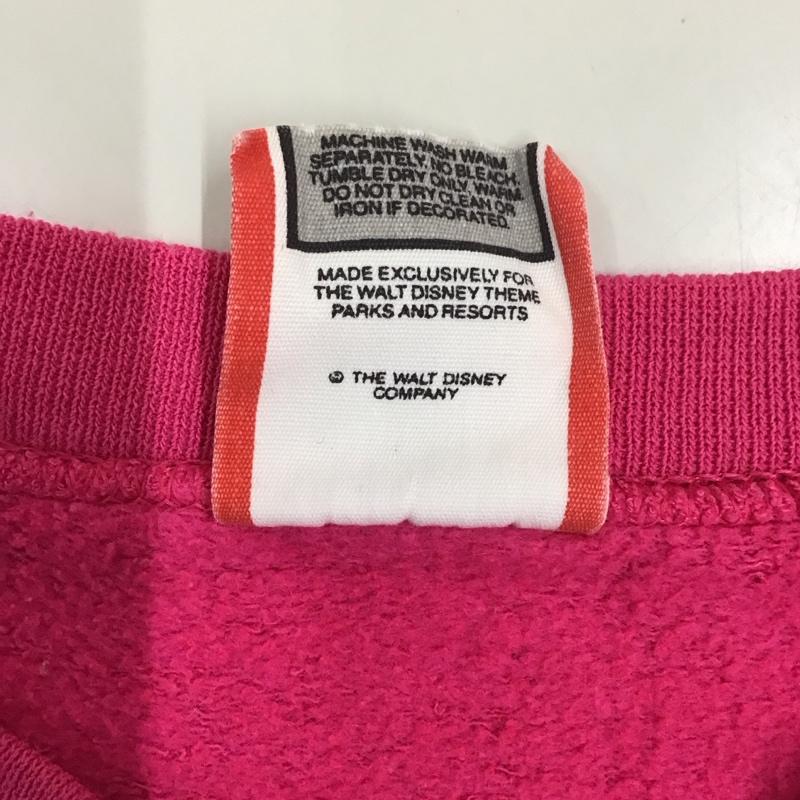 MACHINE WASH WARM
SEPARATELY. NO BLEACH.
TUMBLE DRY ONLY, WARM.
DO NOT DRY CLEAN OR
IRON IF DECORATED.
MADE EXCLUSIVELY FOR
THE WALT DISNEY THEME
PARKS AND RESORTS
© THE WALT DISNEY
COMPANY